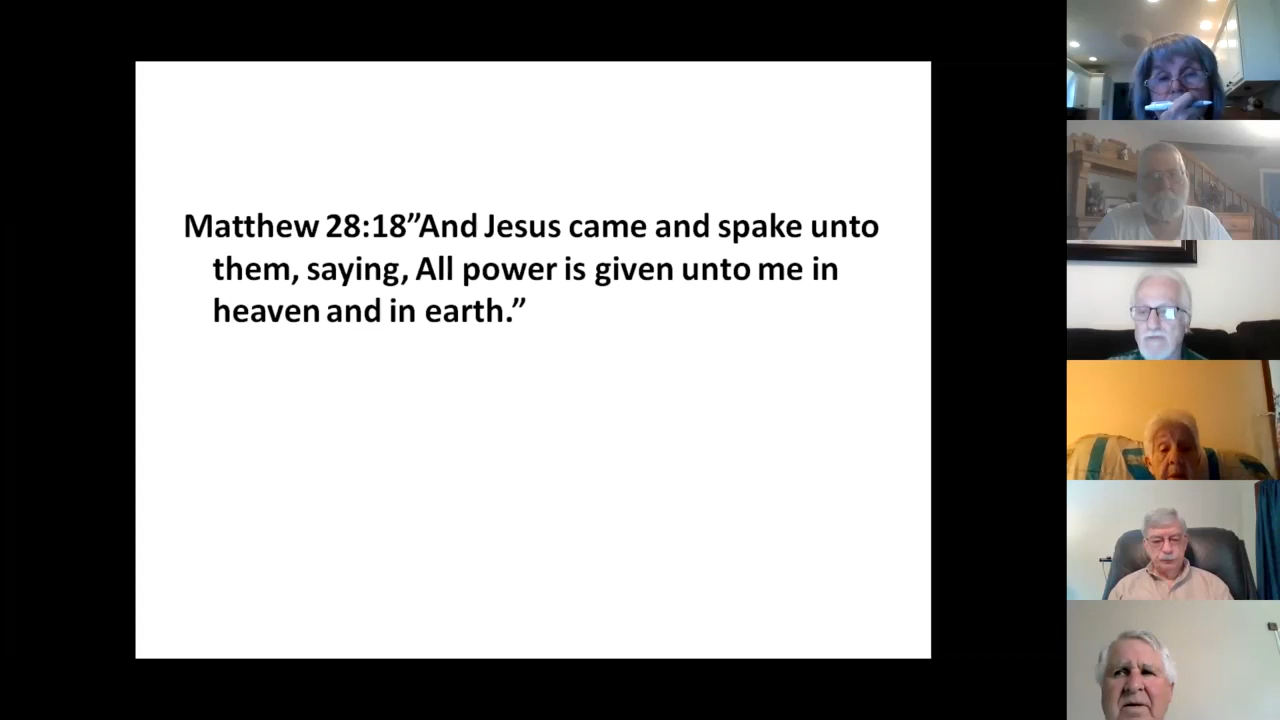 Matthew 28:18”And Jesus came and spake unto
them, saying, All power is given unto me in
heaven and in earth.”